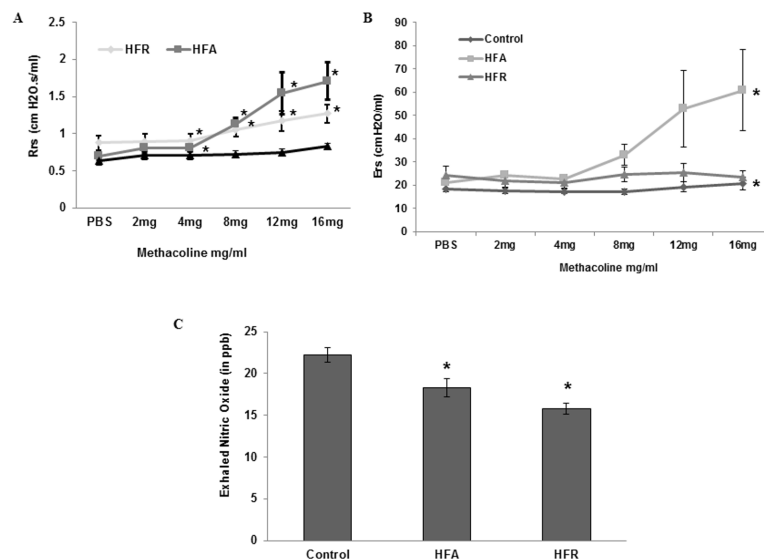 A
2.5
2
1.5
1
0.5
0
Rrs (cm H2O.s/ml)
HFR HFA
* * * * * * * *
PBS 2mg 4mg 8mg 12mg 16mg
Methacoline mg/ml
B
90
80
70
60
50
40
30
20
10
0
Ers (cmH2O/ml)
Control
HFA
HFR
*
*
PBS 2mg 4mg 8mg 12mg 16mg
Methacoline mg/ml
C
25
20
15
10
5
0
Exhaled Nitric Oxide (in ppb)
* *
Control HFA HFR